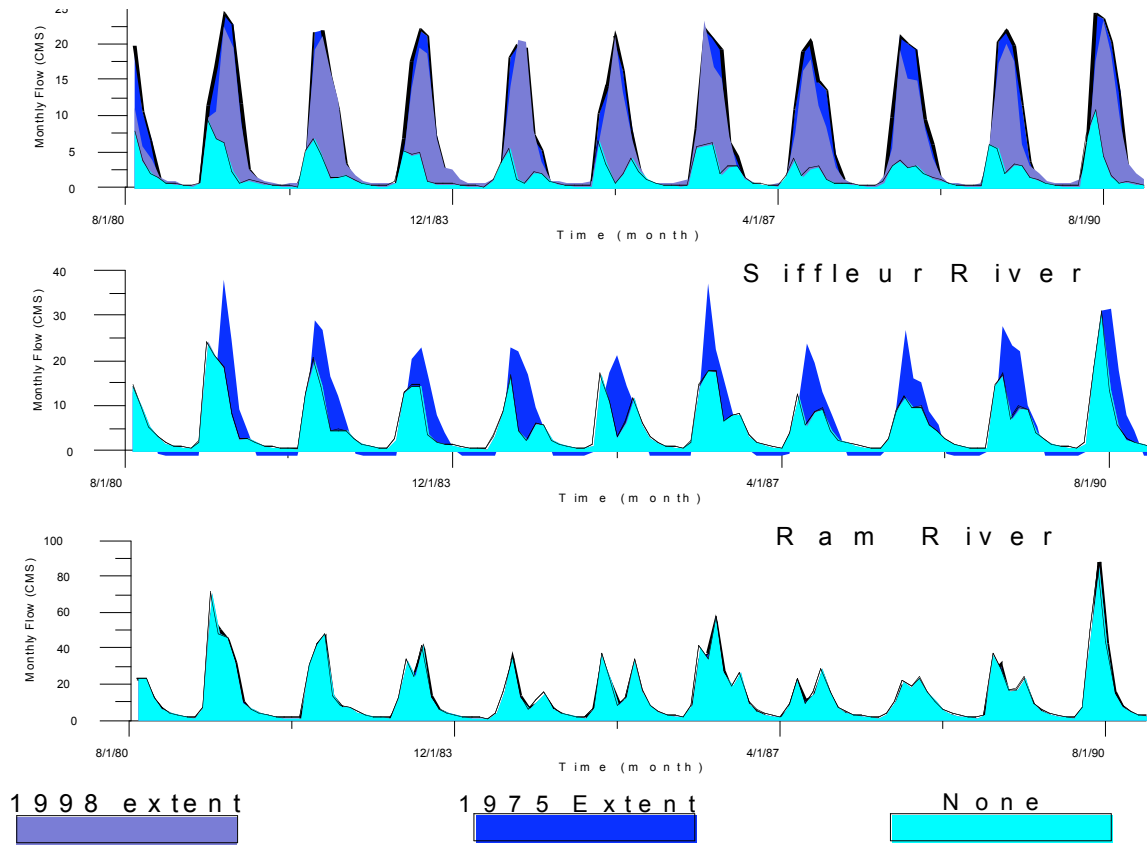 25
20
15
10
5
0
Monthly Flow (CMS)
8/1/80 12/1/83 4/1/87 8/1/90
Time (month)
Siffleur River
40
30
20
10
0
Monthly Flow (CMS)
8/1/80 12/1/83 4/1/87 8/1/90
Time (month)
Ram River
100
80
60
40
20
0
Monthly Flow (CMS)
8/1/80 12/1/83 4/1/87 8/1/90
Time (month)
1998 extent 1975 Extent None